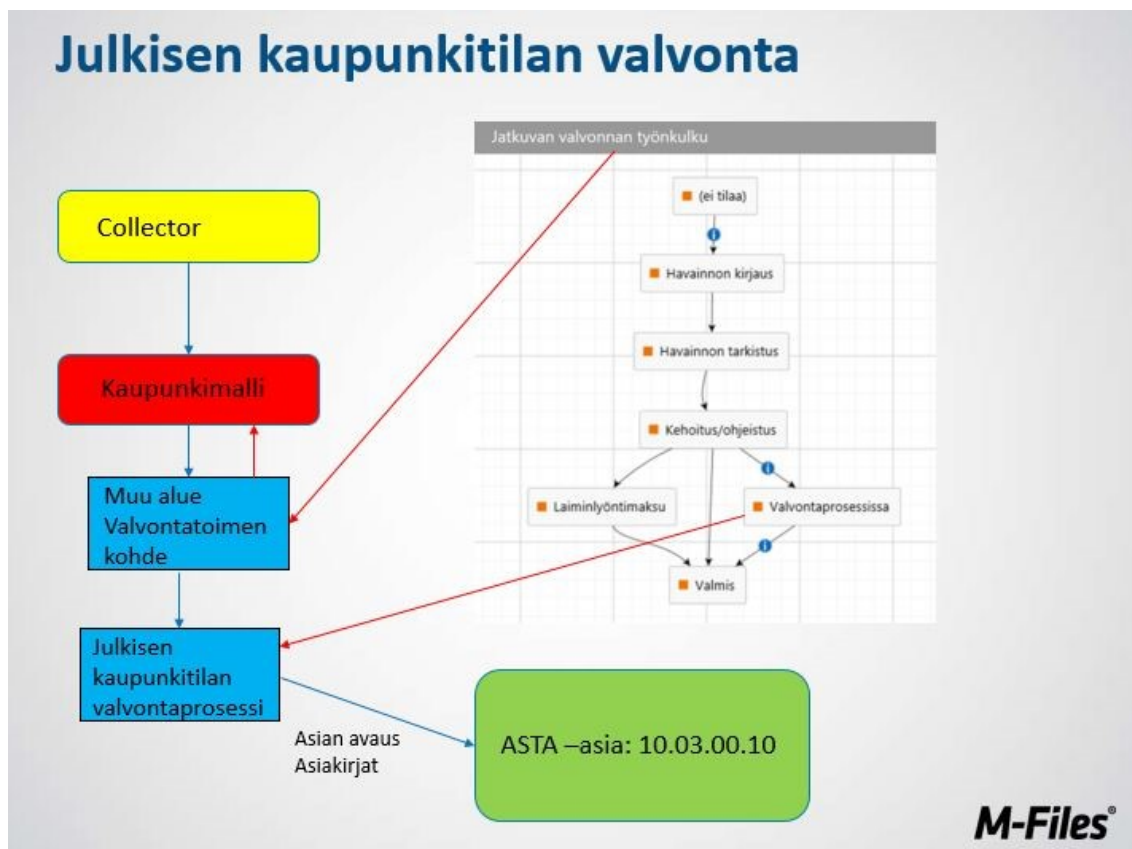 Julkisen kaupunkitilan valvonta
Jatkuvan valvonnan työnkulku
(ei tilaa)
Havainnon kirjaus
Havainnon tarkistus
Kehoitus/ohjeistus
Laiminlyöntimaksu
Valvontaprosessissa
Valmis
Collector
Kaupunkimalli
Muu alue
Valvontatoimen
kohde
Julkisen
kaupunkitilan
valvontaprosessi
Asian avaus
Asiakirjat
ASTA –asia: 10.03.00.10
M-Files®